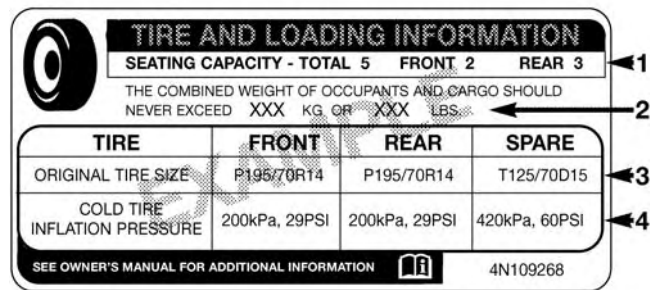 TIRE AND LOADING INFORMATION
SEATING CAPACITY - TOTAL 5 FRONT 2 REAR 3
1
THE COMBINED WEIGHT OF OCCUPANTS AND CARGO SHOULD
NEVER EXCEED XXX KG OR XXX LBS.
2
TIRE FRONT REAR SPARE
ORIGINAL TIRE SIZE P195/70R14 P195/70R14 T125/70D15
3
COLD TIRE
INFLATION PRESSURE 200kPa, 29PSI 200kPa, 29PSI 420kPa, 60PSI
4
SEE OWNER'S MANUAL FOR ADDITIONAL INFORMATION i 4N109268
EXAMPLE